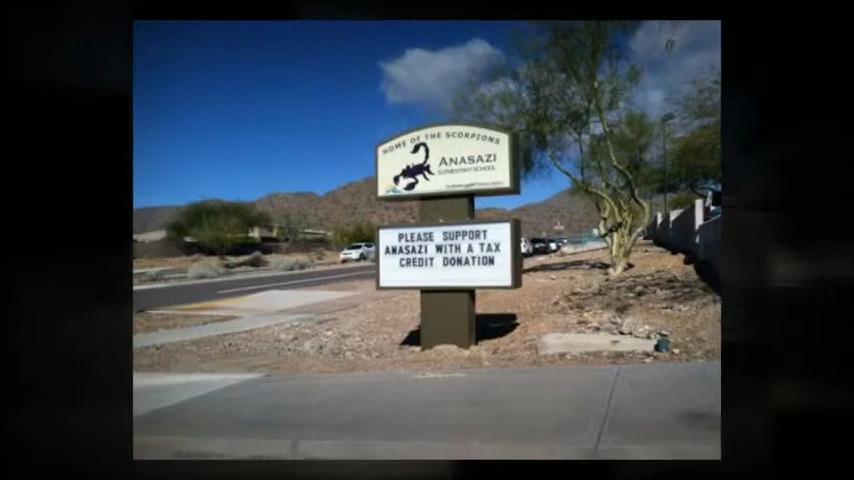 HOME OF THE SCORPIONS
ANASAZI
ELEMENTARY SCHOOL
PLEASE SUPPORT
ANASAZI WITH A TAX
CREDIT DONATION